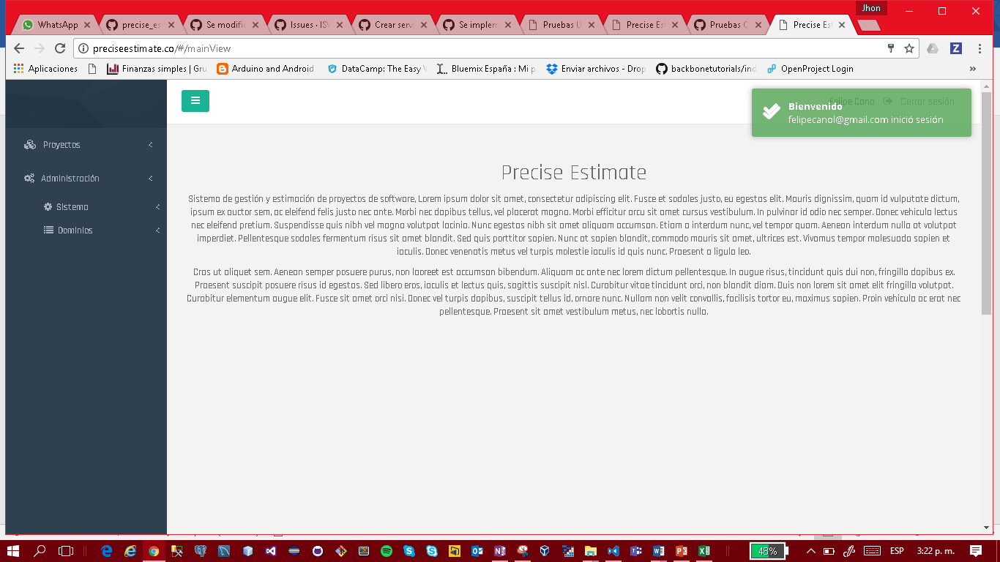 Jhon
WhatsApp
precise_es
Se modifi
Issues · ISV
Crear serv
Se implem
Pruebas U
Precise Est
Pruebas C
Precise Est
preciseestimate.co/#/mainView
Aplicaciones
Finanzas simples | Gru
Arduino and Android
DataCamp: The Easy V
Bluemix España : Mi p
Enviar archivos - Drop
backbonetutorials/ind
OpenProject Login
»
Felipe Cano
Cerrar sesión
Bienvenido
felipecanol@gmail.com inició sesión
Proyectos
Administración
Sistema
Dominios
Precise Estimate
Sistema de gestión y estimación de proyectos de software, Lorem ipsum dolor sit amet, consectetur adipiscing elit. Fusce et sodales justo, eu egestas elit. Mauris dignissim, quam id vulputate dictum,
ipsum ex auctor sem, ac eleifend felis justo nec ante. Morbi nec dapibus tellus, vel placerat magna. Morbi efficitur arcu sit amet cursus vestibulum. In pulvinar id odio nec semper. Donec vehicula lectus
nec eleifend pretium. Suspendisse quis nibh vel magna volutpat lacinia. Nunc egestas nibh sit amet aliquam accumsan. Etiam a interdum nunc, vel tempor quam. Aenean interdum nulla at volutpat
imperdiet. Pellentesque sodales fermentum risus sit amet blandit. Sed quis porttitor sapien. Nunc at sapien blandit, commodo mauris sit amet, ultrices est. Vivamus tempor malesuada sapien et
iaculis. Donec venenatis metus vel turpis molestie iaculis id quis nunc. Praesent a ligula leo.
Cras ut aliquet sem. Aenean semper posuere purus, non laoreet est accumsan bibendum. Aliquam ac ante nec lorem dictum pellentesque. In augue risus, tincidunt quis dui non, fringilla dapibus ex.
Praesent suscipit posuere risus id egestas. Sed libero eros, iaculis et lectus quis, sagittis suscipit nisl. Curabitur vitae tincidunt orci, non blandit diam. Duis non lorem sit amet elit fringilla volutpat.
Curabitur elementum augue elit. Fusce sit amet orci nisi. Donec vel turpis dapibus, suscipit tellus id, ornare nunc. Nullam non velit convallis, facilisis tortor eu, maximus sapien. Proin vehicula ac erat nec
pellentesque. Praesent sit amet vestibulum metus, nec lobortis nulla.
48%
ESP
3:22 p. m.